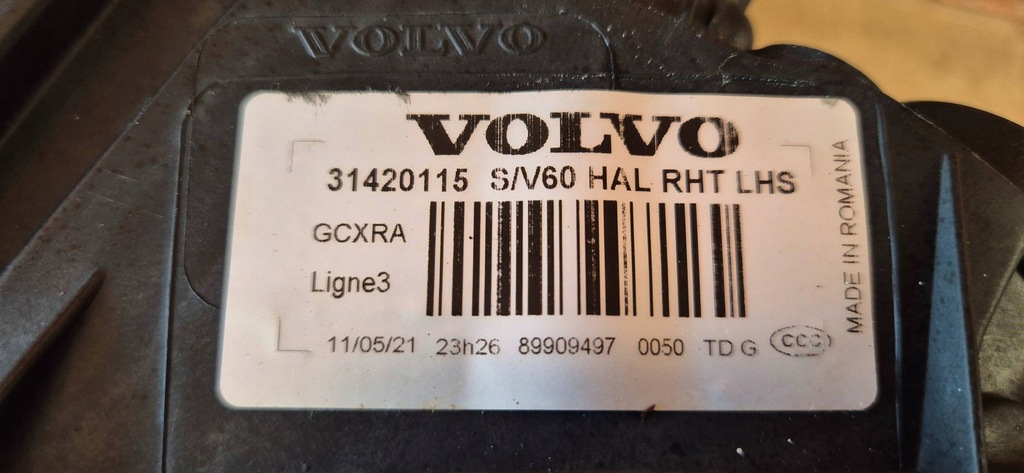 VOLVO
VOLVO
31420115 S/V60 HAL RHT LHS
GCXRA
Ligne3
11/05/21 23h26 89909497 0050 TD G CCC
MADE IN ROMANIA